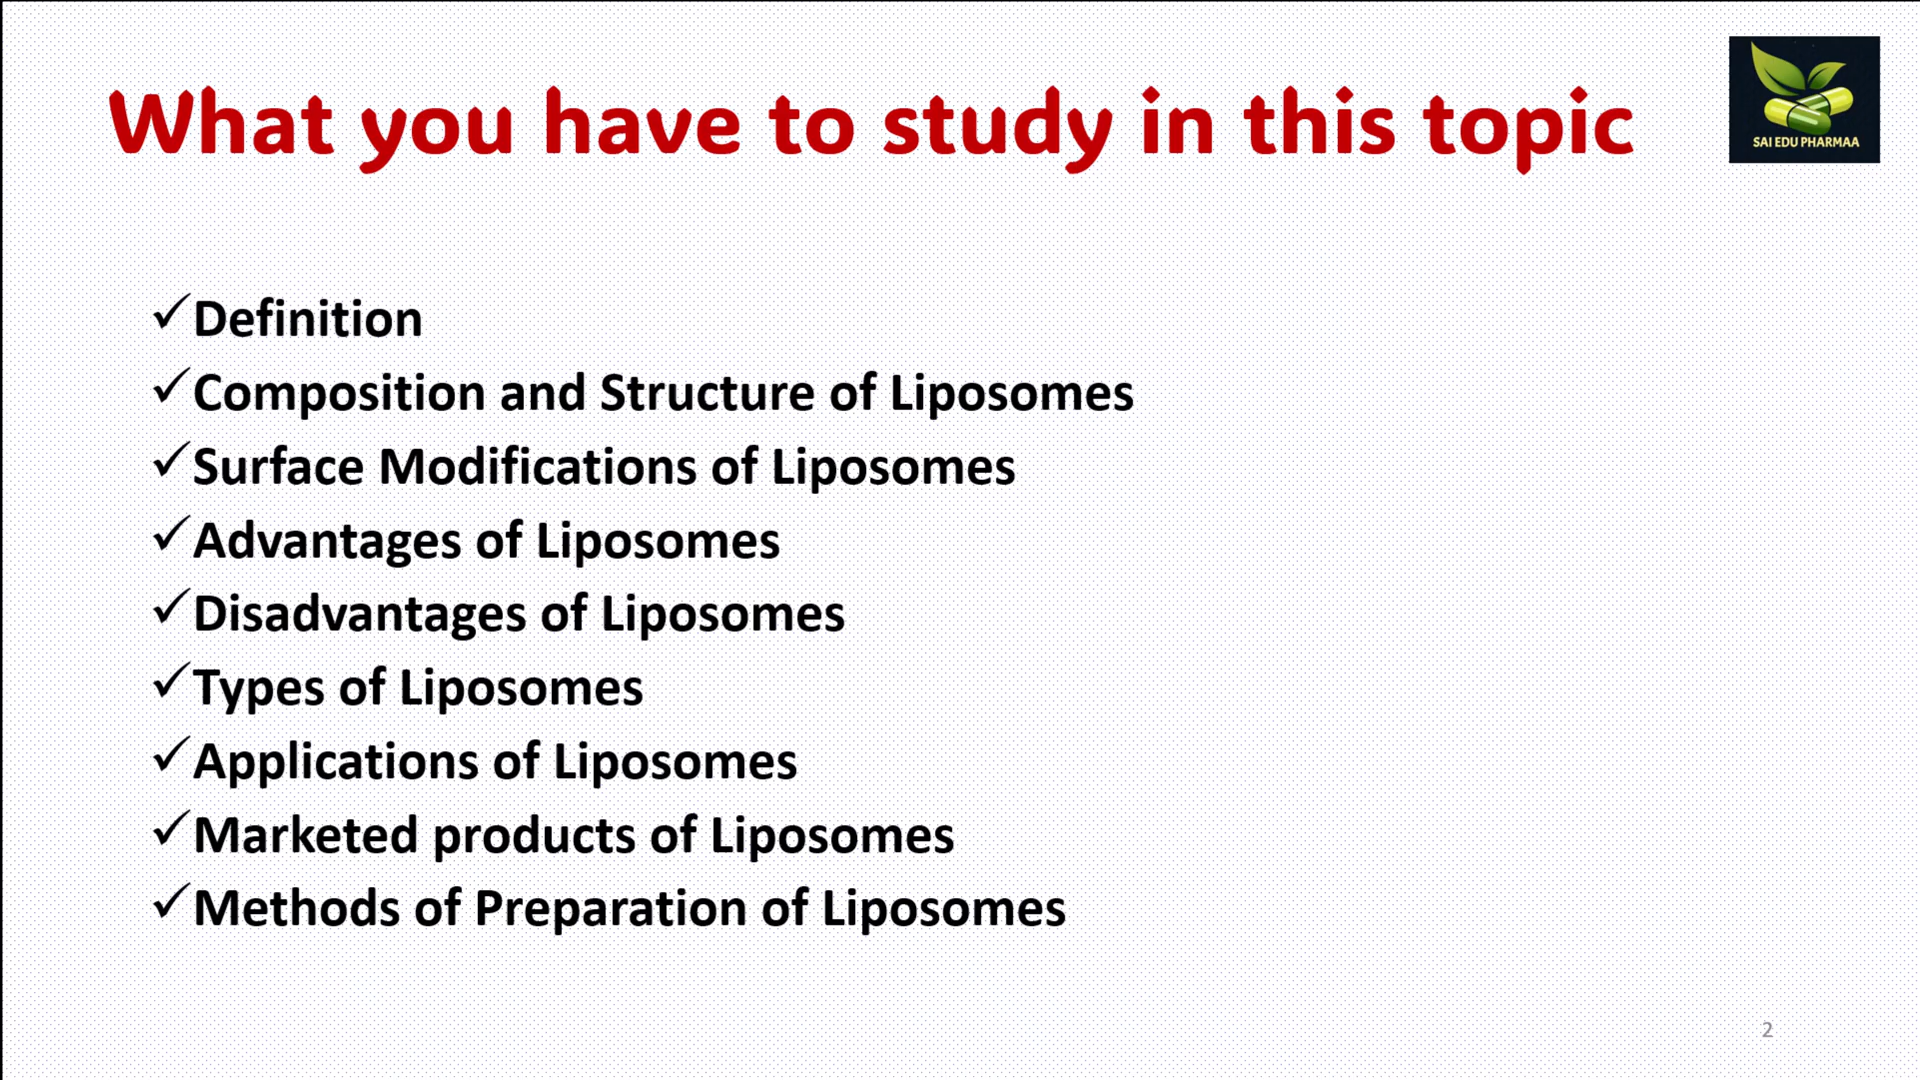 What you have to study in this topic
SAI EDU PHARMAA
✓Definition
✓Composition and Structure of Liposomes
✓Surface Modifications of Liposomes
✓Advantages of Liposomes
✓Disadvantages of Liposomes
✓Types of Liposomes
✓Applications of Liposomes
✓Marketed products of Liposomes
✓Methods of Preparation of Liposomes
2